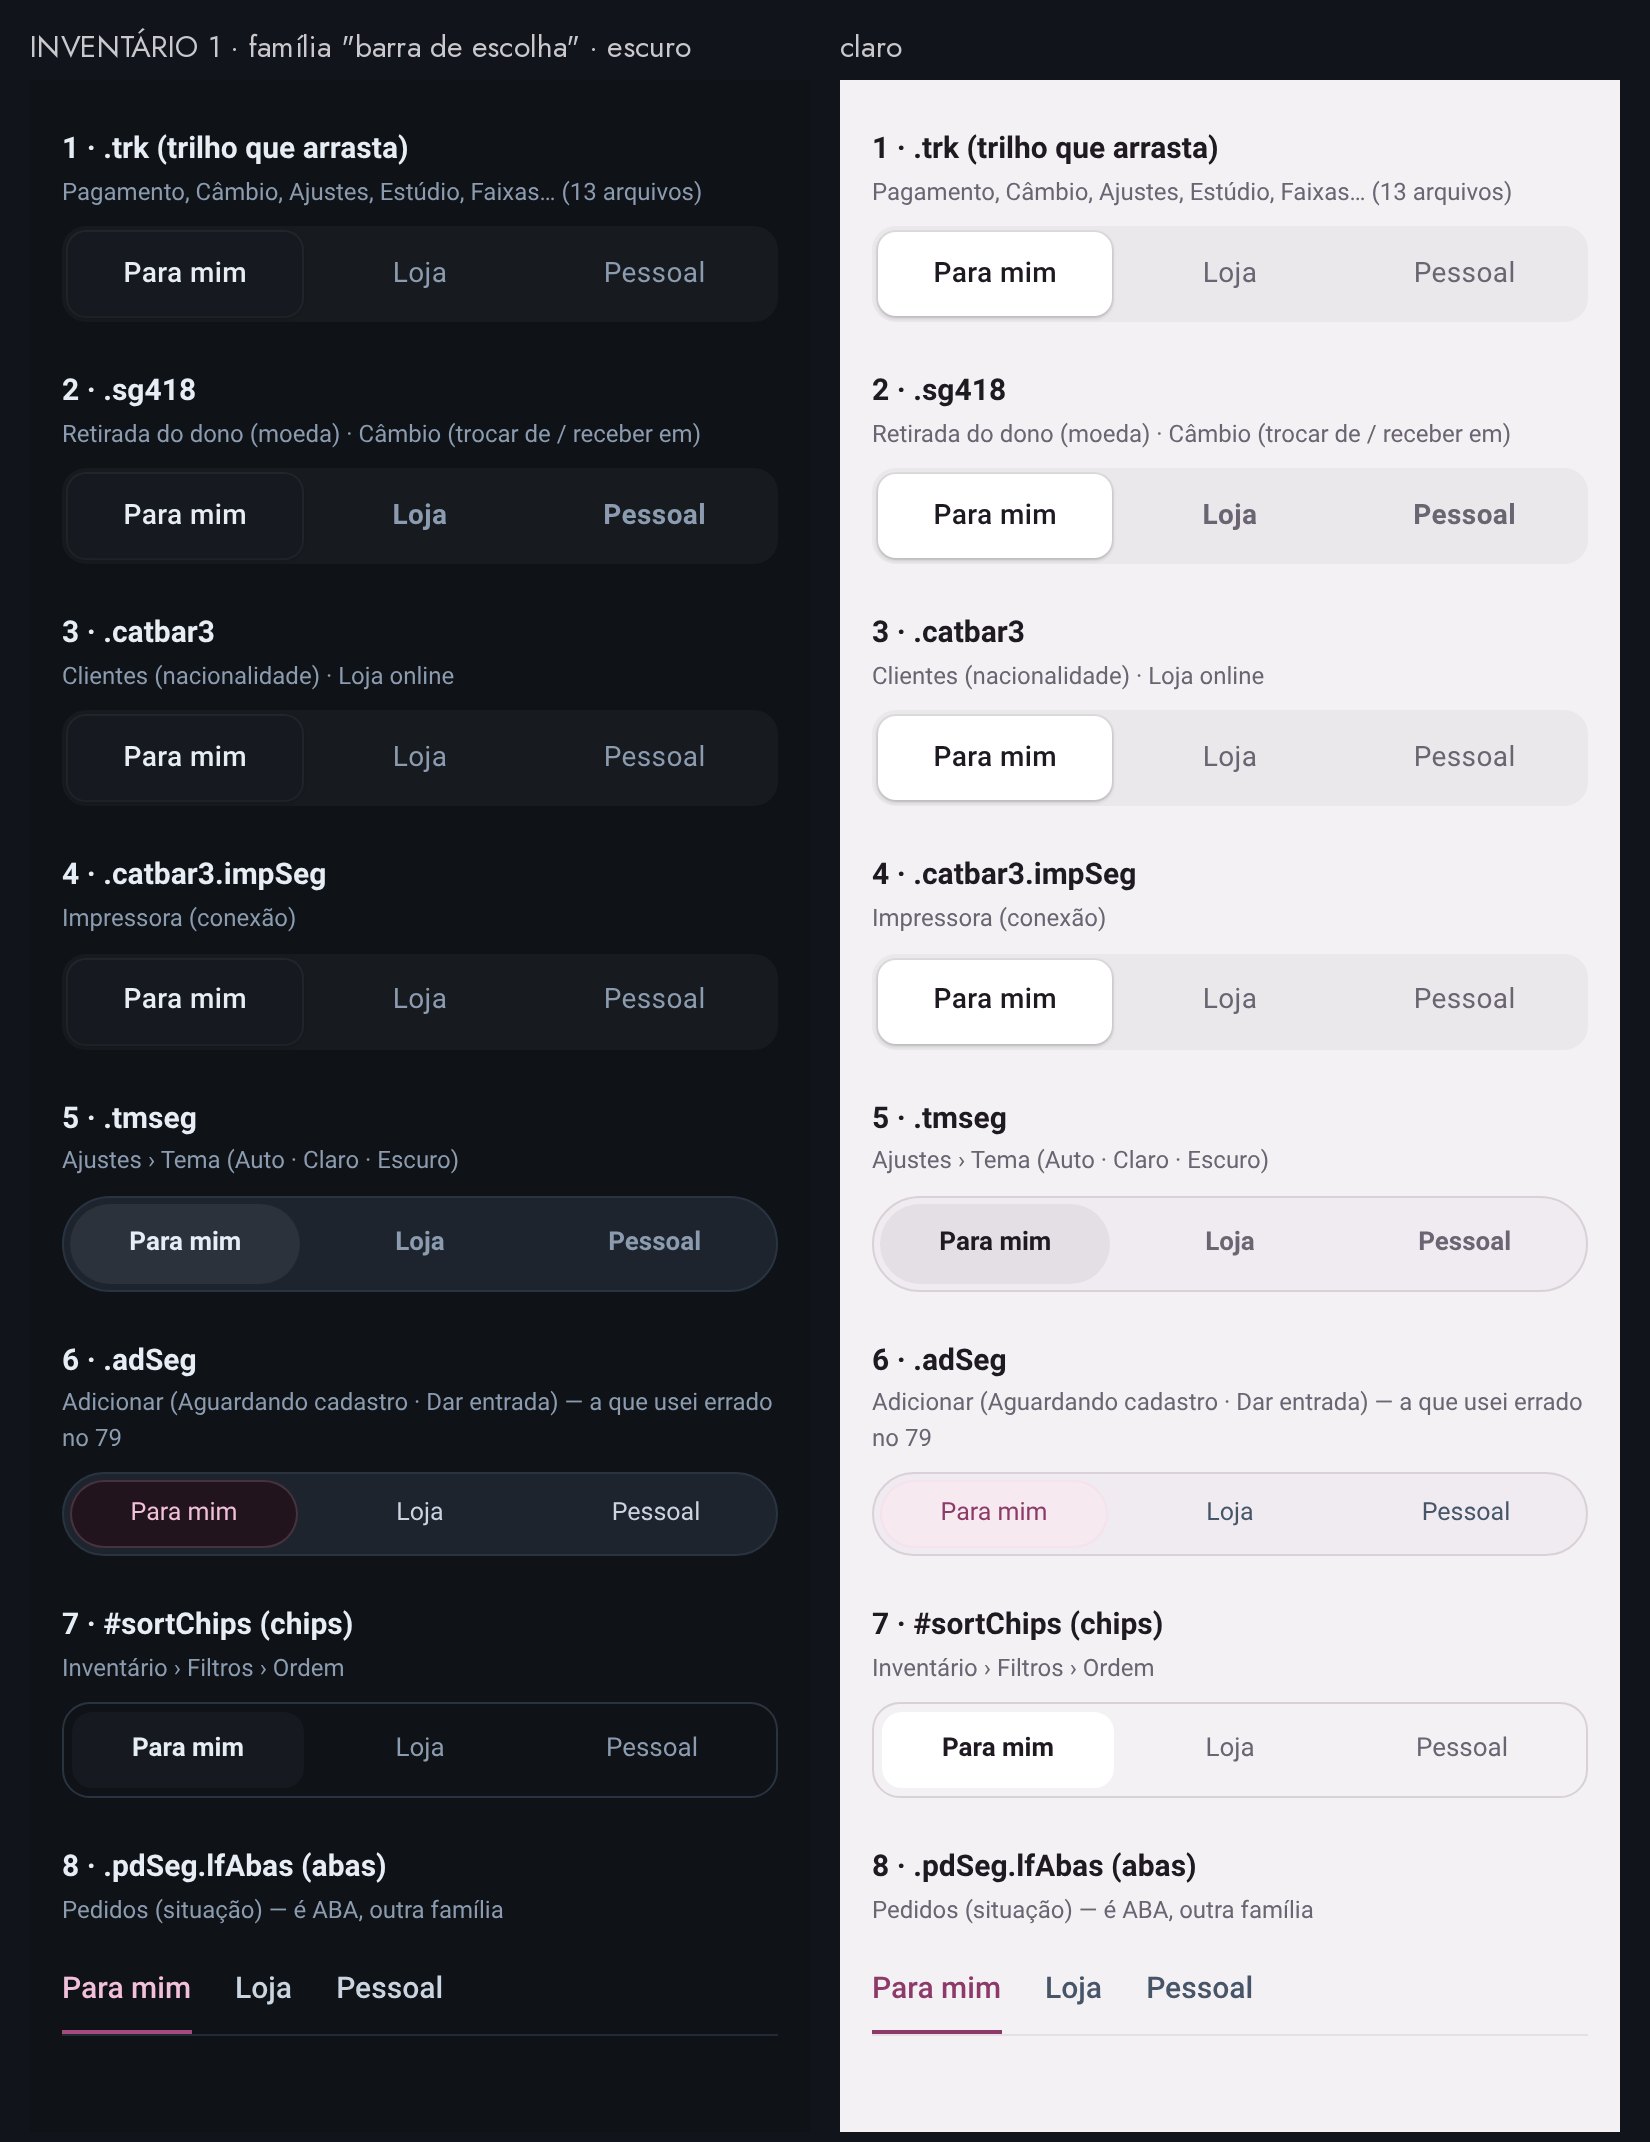 INVENTÁRIO 1 · família "barra de escolha" · escuro
1 · .trk (trilho que arrasta)
Pagamento, Câmbio, Ajustes, Estúdio, Faixas... (13 arquivos)
Para mim Loja Pessoal
2 · .sg418
Retirada do dono (moeda) · Câmbio (trocar de / receber em)
Para mim Loja Pessoal
3 · .catbar3
Clientes (nacionalidade) · Loja online
Para mim Loja Pessoal
4 · .catbar3.impSeg
Impressora (conexão)
Para mim Loja Pessoal
5 · .tmseg
Ajustes › Tema (Auto · Claro · Escuro)
Para mim Loja Pessoal
6 · .adSeg
Adicionar (Aguardando cadastro · Dar entrada) — a que usei errado
no 79
Para mim Loja Pessoal
7 · #sortChips (chips)
Inventário › Filtros › Ordem
Para mim Loja Pessoal
8 · .pdSeg.lfAbas (abas)
Pedidos (situação) — é ABA, outra família
Para mim Loja Pessoal
claro
1 · .trk (trilho que arrasta)
Pagamento, Câmbio, Ajustes, Estúdio, Faixas... (13 arquivos)
Para mim Loja Pessoal
2 · .sg418
Retirada do dono (moeda) · Câmbio (trocar de / receber em)
Para mim Loja Pessoal
3 · .catbar3
Clientes (nacionalidade) · Loja online
Para mim Loja Pessoal
4 · .catbar3.impSeg
Impressora (conexão)
Para mim Loja Pessoal
5 · .tmseg
Ajustes › Tema (Auto · Claro · Escuro)
Para mim Loja Pessoal
6 · .adSeg
Adicionar (Aguardando cadastro · Dar entrada) — a que usei errado
no 79
Para mim Loja Pessoal
7 · #sortChips (chips)
Inventário › Filtros › Ordem
Para mim Loja Pessoal
8 · .pdSeg.lfAbas (abas)
Pedidos (situação) — é ABA, outra família
Para mim Loja Pessoal